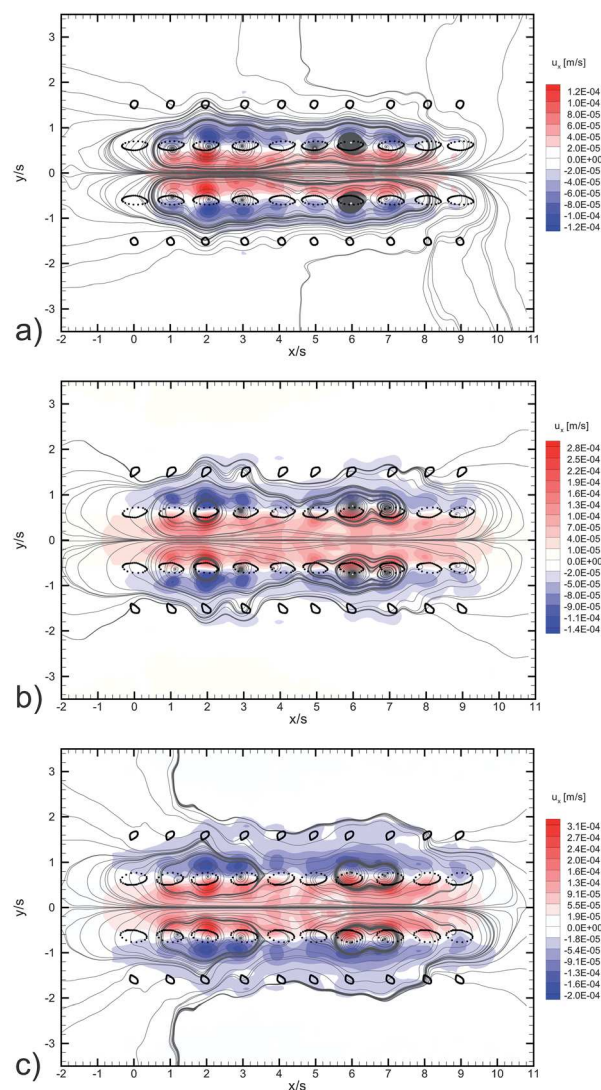 u_x [m/s]
1.2E-04
1.0E-04
8.0E-05
6.0E-05
4.0E-05
2.0E-05
0.0E+00
-2.0E-05
-4.0E-05
-6.0E-05
-8.0E-05
-1.0E-04
-1.2E-04
y/s
3
2
1
0
-1
-2
-3
-2 -1 0 1 2 3 4 5 6 7 8 9 10 11
x/s
a)
u_x [m/s]
2.8E-04
2.5E-04
2.2E-04
1.9E-04
1.6E-04
1.3E-04
1.0E-04
7.0E-05
4.0E-05
1.0E-05
0.0E+00
-2.0E-05
-5.0E-05
-8.0E-05
-9.0E-05
-1.1E-04
-1.4E-04
y/s
3
2
1
0
-1
-2
-3
-2 -1 0 1 2 3 4 5 6 7 8 9 10 11
x/s
b)
u_x [m/s]
3.1E-04
2.7E-04
2.4E-04
2.0E-04
1.6E-04
1.3E-04
9.1E-05
5.5E-05
1.9E-05
0.0E+00
-1.8E-05
-5.4E-05
-9.1E-05
-1.3E-04
-1.6E-04
-2.0E-04
y/s
3
2
1
0
-1
-2
-3
-2 -1 0 1 2 3 4 5 6 7 8 9 10 11
x/s
c)